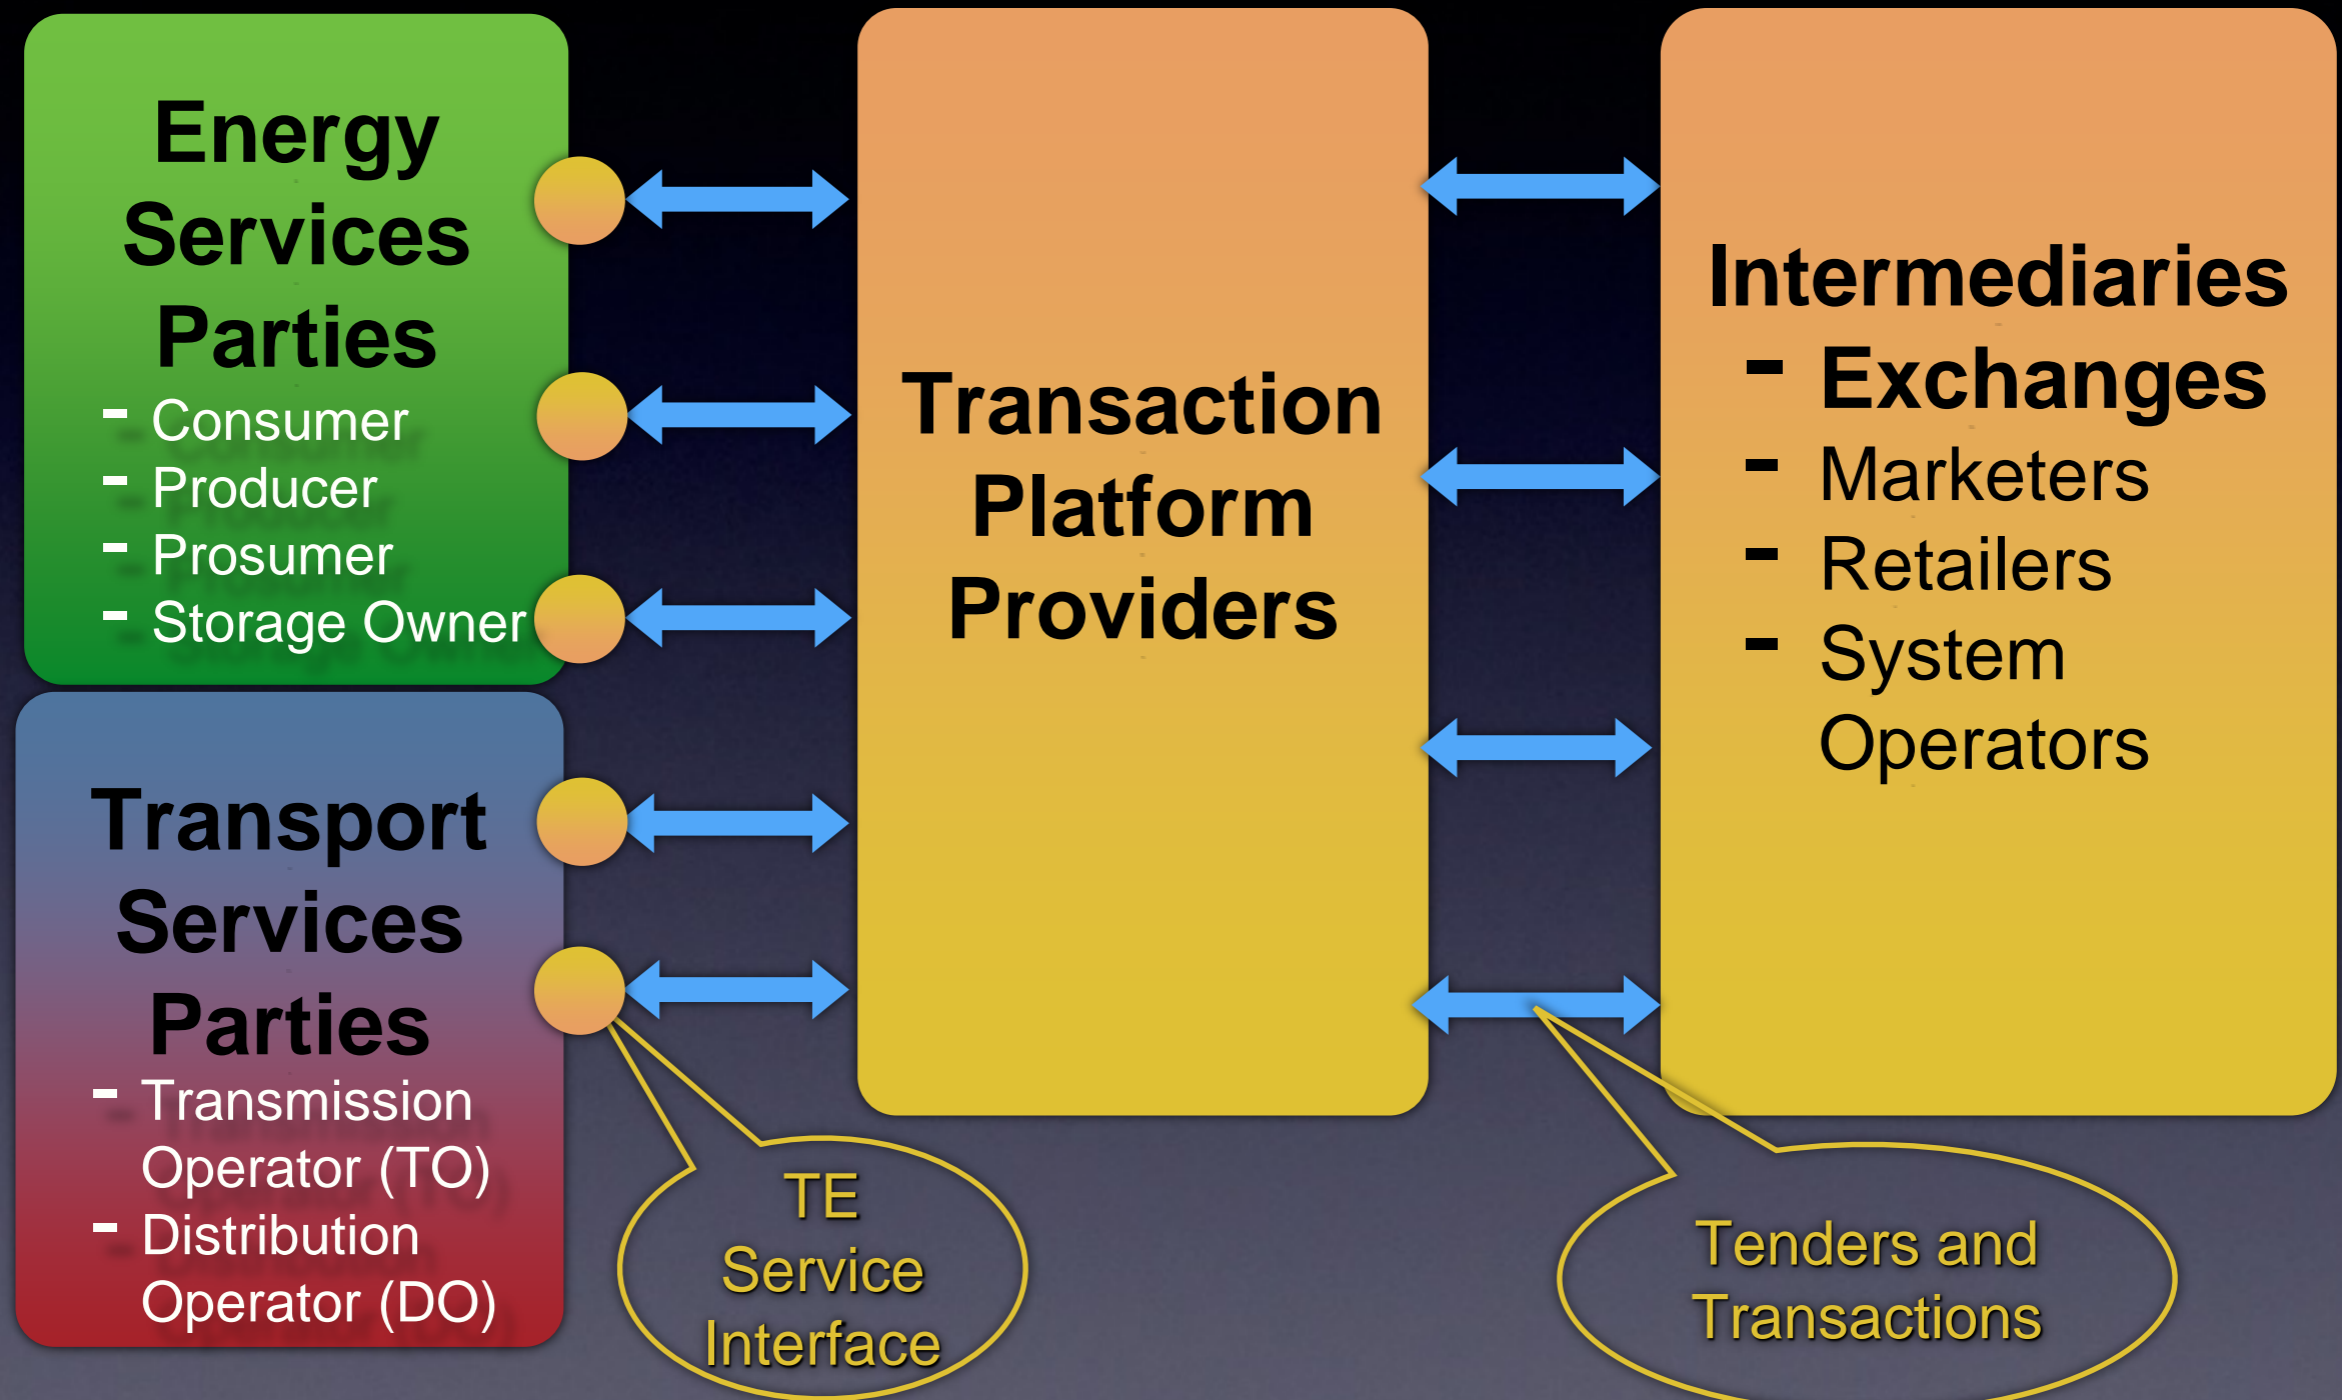 Energy
Services
Parties
- Consumer
- Producer
- Prosumer
- Storage Owner
Transport
Services
Parties
- Transmission
Operator (TO)
- Distribution
Operator (DO)
Transaction
Platform
Providers
Intermediaries
- Exchanges
- Marketers
- Retailers
- System
Operators
TE
Service
Interface
Tenders and
Transactions